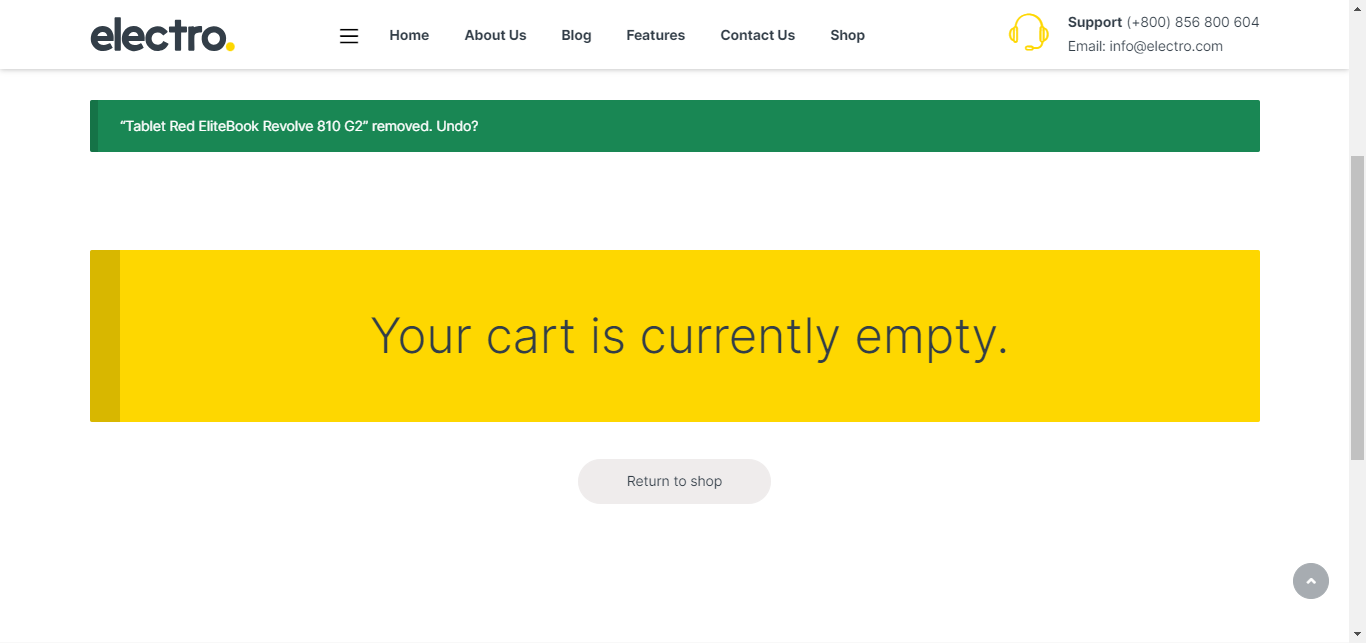 electro.
Home About Us Blog Features Contact Us Shop
Support (+800) 856 800 604
Email: info@electro.com
“Tablet Red EliteBook Revolve 810 G2” removed. Undo?
Your cart is currently empty.
Return to shop